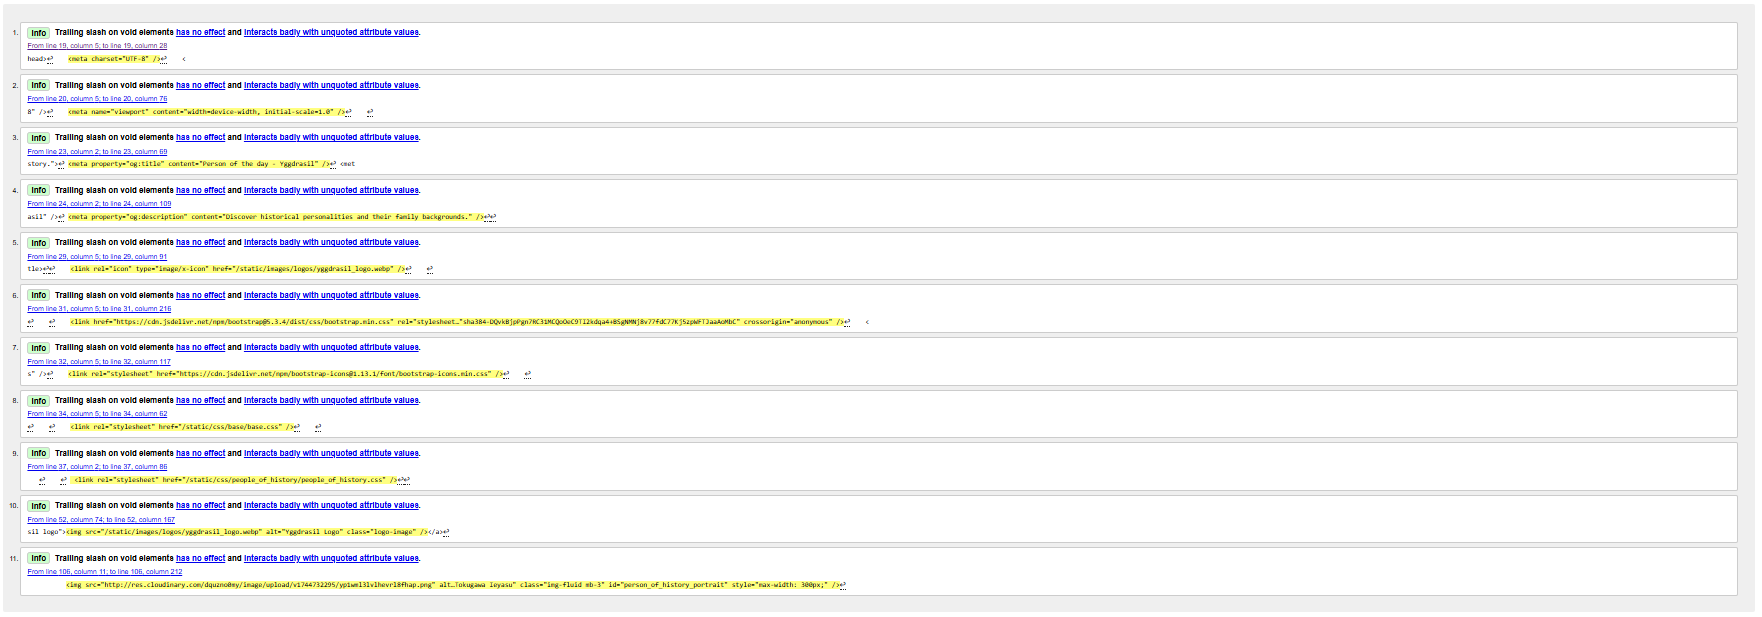 1. Info Trailing slash on void elements has no effect and interacts badly with unquoted attribute values.
From line 19, column 5; to line 19, column 28
head>↩ <meta charset="UTF-8" />↩ <
2. Info Trailing slash on void elements has no effect and interacts badly with unquoted attribute values.
From line 20, column 5; to line 20, column 76
8" />↩ <meta name="viewport" content="width=device-width, initial-scale=1.0" />↩ ↩
3. Info Trailing slash on void elements has no effect and interacts badly with unquoted attribute values.
From line 23, column 2; to line 23, column 69
story.">↩ <meta property="og:title" content="Person of the day - Yggdrasil" />↩ <met
4. Info Trailing slash on void elements has no effect and interacts badly with unquoted attribute values.
From line 24, column 2; to line 24, column 109
asil" />↩ <meta property="og:description" content="Discover historical personalities and their family backgrounds." />↩↩
5. Info Trailing slash on void elements has no effect and interacts badly with unquoted attribute values.
From line 29, column 5; to line 29, column 91
tle>↩↩ <link rel="icon" type="image/x-icon" href="/static/images/logos/yggdrasil_logo.webp" />↩ ↩
6. Info Trailing slash on void elements has no effect and interacts badly with unquoted attribute values.
From line 31, column 5; to line 31, column 216
↩ ↩ <link href="https://cdn.jsdelivr.net/npm/bootstrap@5.3.4/dist/css/bootstrap.min.css" rel="stylesheet… crossorigin="anonymous" />↩ <
7. Info Trailing slash on void elements has no effect and interacts badly with unquoted attribute values.
From line 32, column 5; to line 32, column 117
s" />↩ <link rel="stylesheet" href="https://cdn.jsdelivr.net/npm/bootstrap-icons@1.13.1/font/bootstrap-icons.min.css" />↩ ↩
8. Info Trailing slash on void elements has no effect and interacts badly with unquoted attribute values.
From line 34, column 5; to line 34, column 62
↩ ↩ <link rel="stylesheet" href="/static/css/base/base.css" />↩ ↩
9. Info Trailing slash on void elements has no effect and interacts badly with unquoted attribute values.
From line 37, column 2; to line 37, column 86
↩ ↩ <link rel="stylesheet" href="/static/css/people_of_history/people_of_history.css" />↩↩
10. Info Trailing slash on void elements has no effect and interacts badly with unquoted attribute values.
From line 52, column 74; to line 52, column 167
sil logo"><img src="/static/images/logos/yggdrasil_logo.webp" alt="Yggdrasil Logo" class="logo-image" /></a>↩
11. Info Trailing slash on void elements has no effect and interacts badly with unquoted attribute values.
From line 106, column 11; to line 106, column 212
<img src= alt…Tokugawa Ieyasu" class="img-fluid mb-3" id="person_of_history_portrait" style="max-width: 300px;" />↩